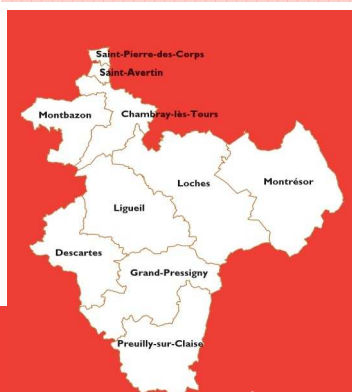 Saint-Pierre-des-Corps
Saint-Avertin
Montbazon
Chambray-lès-Tours
Loches
Montrésor
Ligueil
Descartes
Grand-Pressigny
Preuilly-sur-Claise